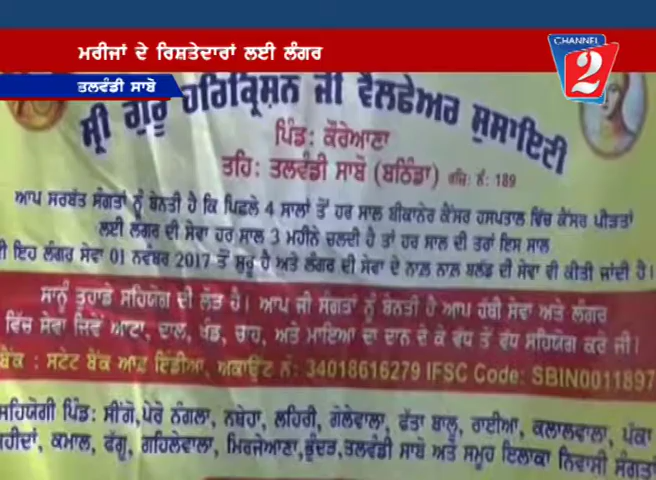 CHANNEL 2
ਮਰੀਜਾਂ ਦੇ ਰਿਸ਼ਤੇਦਾਰਾਂ ਲਈ ਲੰਗਰ
ਤਲਵੰਡੀ ਸਾਬੋ
ਸ੍ਰੀ ਗੁਰੂ ਹਰਿਕ੍ਰਿਸ਼ਨ ਜੀ ਵੈਲਫੇਅਰ ਸੁਸਾਇਟੀ
ਪਿੰਡ: ਕੌਰੇਆਣਾ
ਤਹਿ: ਤਲਵੰਡੀ ਸਾਬੋ (ਬਠਿੰਡਾ) ਰਜਿ: ਨੰ: 189
ਆਪ ਸਰਬੱਤ ਸੰਗਤਾਂ ਨੂੰ ਬੇਨਤੀ ਹੈ ਕਿ ਪਿਛਲੇ 4 ਸਾਲਾਂ ਤੋਂ ਹਰ ਸਾਲ ਬੀਕਾਨੇਰ ਕੈਂਸਰ ਹਸਪਤਾਲ ਵਿੱਚ ਕੈਂਸਰ ਪੀੜਤਾਂ
ਲਈ ਲੰਗਰ ਦੀ ਸੇਵਾ ਹਰ ਸਾਲ 3 ਮਹੀਨੇ ਚਲਦੀ ਹੈ ਤਾਂ ਹਰ ਸਾਲ ਦੀ ਤਰਾਂ ਇਸ ਸਾਲ
ਵੀ ਇਹ ਲੰਗਰ ਸੇਵਾ 01 ਨਵੰਬਰ 2017 ਤੋਂ ਸੁਰੂ ਹੈ ਅਤੇ ਲੰਗਰ ਦੀ ਸੇਵਾ ਦੇ ਨਾਲ ਨਾਲ ਬਲੱਡ ਦੀ ਸੇਵਾ ਵੀ ਕੀਤੀ ਜਾਂਦੀ ਹੈ।
ਸਾਨੂੰ ਤੁਹਾਡੇ ਸਹਿਯੋਗ ਦੀ ਲੋੜ ਹੈ। ਆਪ ਜੀ ਸੰਗਤਾਂ ਨੂੰ ਬੇਨਤੀ ਹੈ ਆਪ ਹੱਥੀ ਸੇਵਾ ਅਤੇ ਲੰਗਰ
ਵਿੱਚ ਸੇਵਾ ਜਿਵੇਂ ਆਟਾ, ਦਾਲ, ਖੰਡ, ਚਾਹ, ਅਤੇ ਮਾਇਆ ਦਾ ਦਾਨ ਦੇ ਕੇ ਵੱਧ ਤੋਂ ਵੱਧ ਸਹਿਯੋਗ ਕਰੋ ਜੀ।
ਬੈਂਕ : ਸਟੇਟ ਬੈਂਕ ਆਫ਼ ਇੰਡੀਆ, ਅਕਾਊਂਟ ਨੰ: 34018616279 IFSC Code: SBIN0011897
ਸਹਿਯੋਗੀ ਪਿੰਡ: ਸੀਂਗੋ, ਪੇਰੋ ਨੰਗਲਾ, ਨਥੇਹਾ, ਲਹਿਰੀ, ਗੋਲੇਵਾਲਾ, ਫੱਤਾ ਬਾਲੂ, ਰਾਈਆ, ਕਲਾਲਵਾਲਾ, ਪੱਕਾ
ਸ਼ਹੀਦਾਂ, ਕਮਾਲੂ, ਫੱਗੂ, ਗਹਿਲੇਵਾਲਾ, ਮਿਰਜੇਆਣਾ, ਭੂੰਦੜ, ਤਲਵੰਡੀ ਸਾਬੋ ਅਤੇ ਸਮੂਹ ਇਲਾਕਾ ਨਿਵਾਸੀ ਸੰਗਤਾਂ